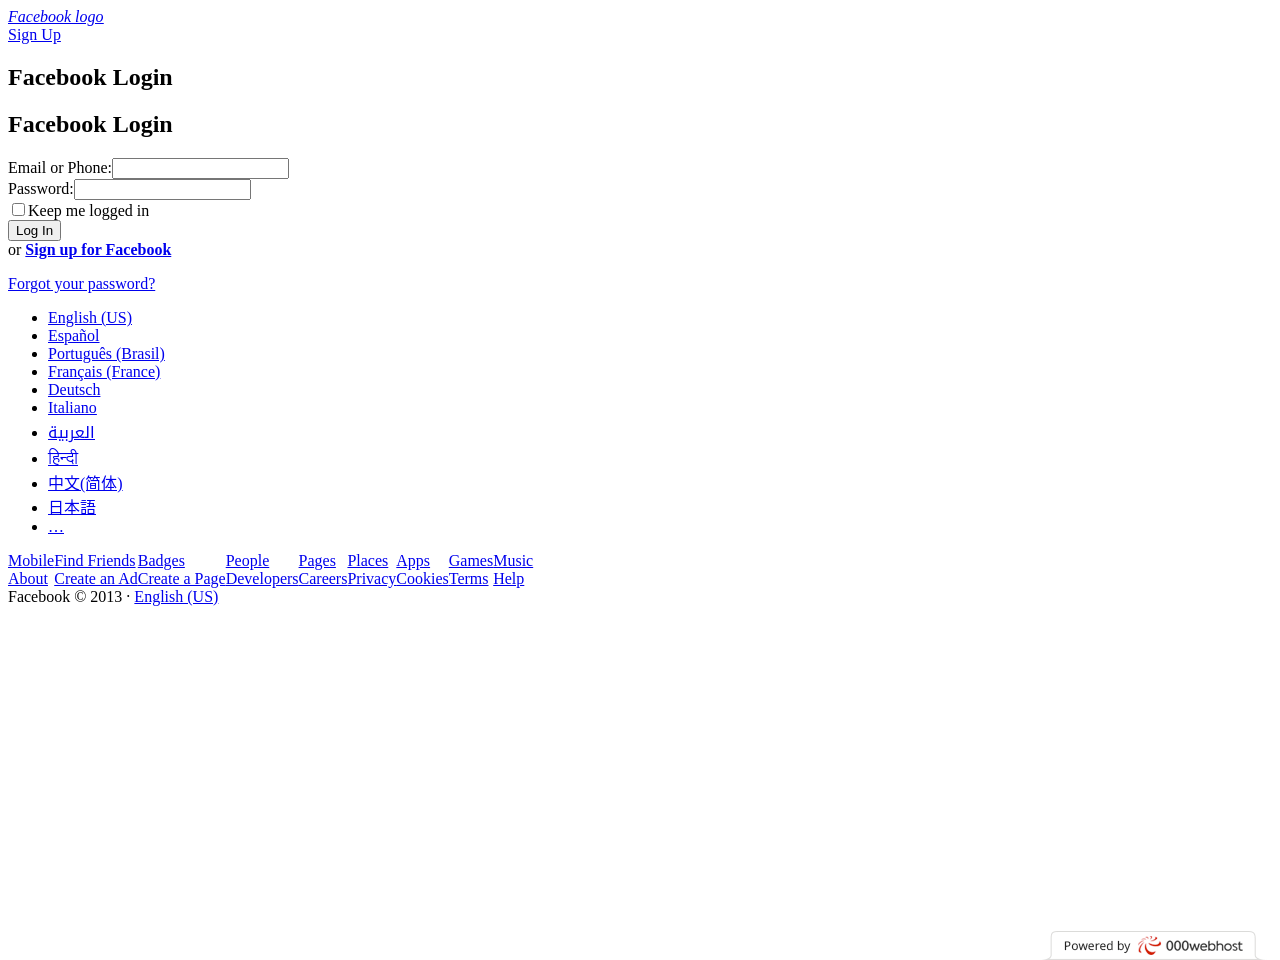 Facebook logo
Sign Up
Facebook Login
Facebook Login
Email or Phone:
Password:
Keep me logged in
Log In
or Sign up for Facebook
Forgot your password?
English (US)
Español
Português (Brasil)
Français (France)
Deutsch
Italiano
العربية
हिन्दी
中文(简体)
日本語
…
Mobile Find Friends Badges People Pages Places Apps Games Music
About Create an Ad Create a Page Developers Careers Privacy Cookies Terms Help
Facebook © 2013 · English (US)
Powered by 000webhost